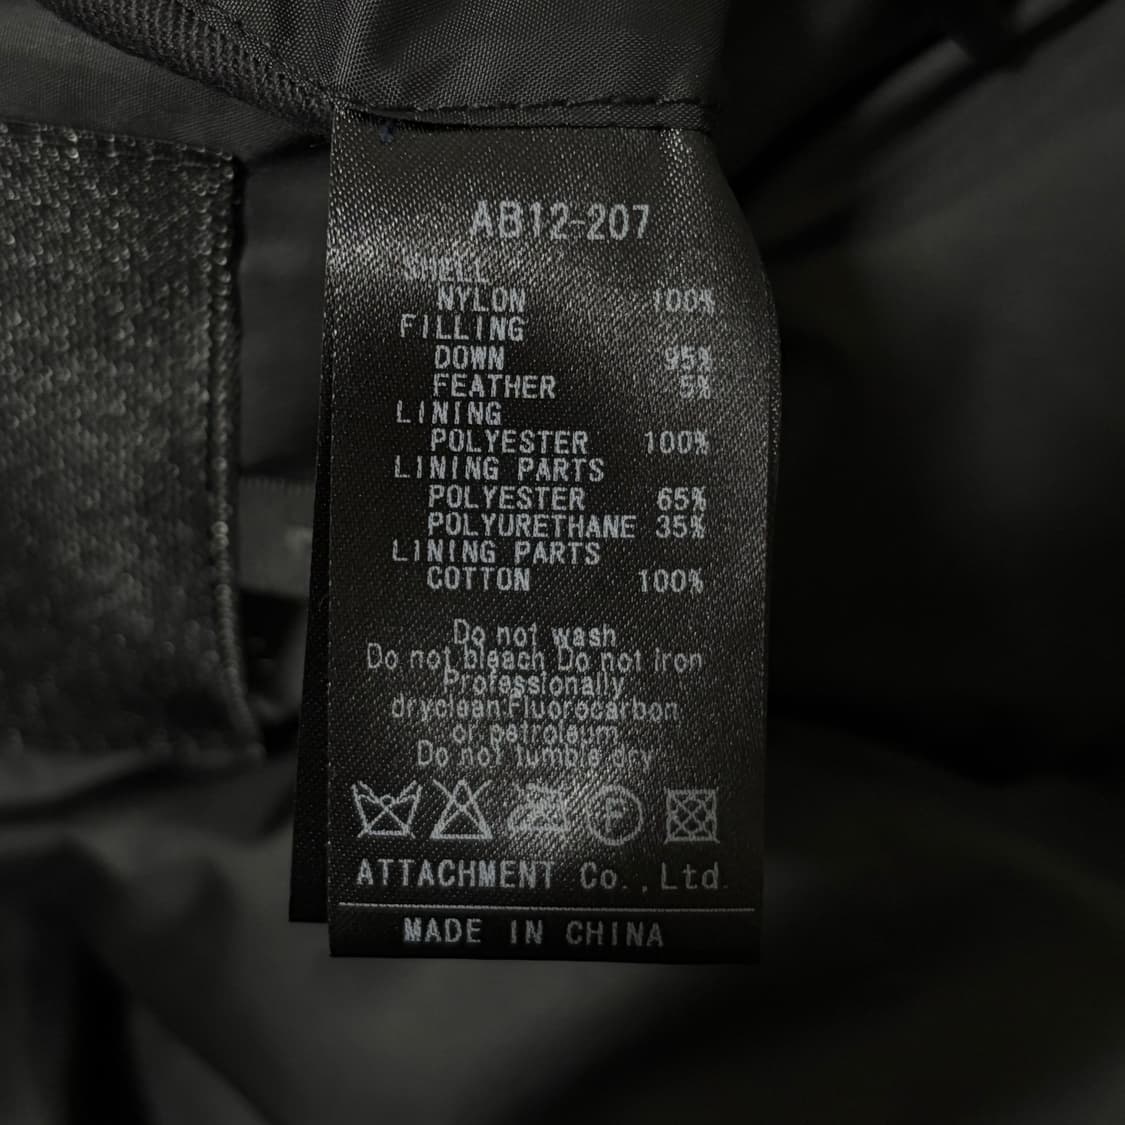 AB12-207
SHELL
NYLON 100%
FILLING
DOWN 95%
FEATHER 5%
LINING
POLYESTER 100%
LINING PARTS
POLYESTER 65%
POLYURETHANE 35%
LINING PARTS
COTTON 100%
Do not wash
Do not bleach Do not iron
Professionally
dryclean:Fluorocarbon
or petroleum
Do not tumble dry
F
ATTACHMENT Co.,Ltd.
MADE IN CHINA